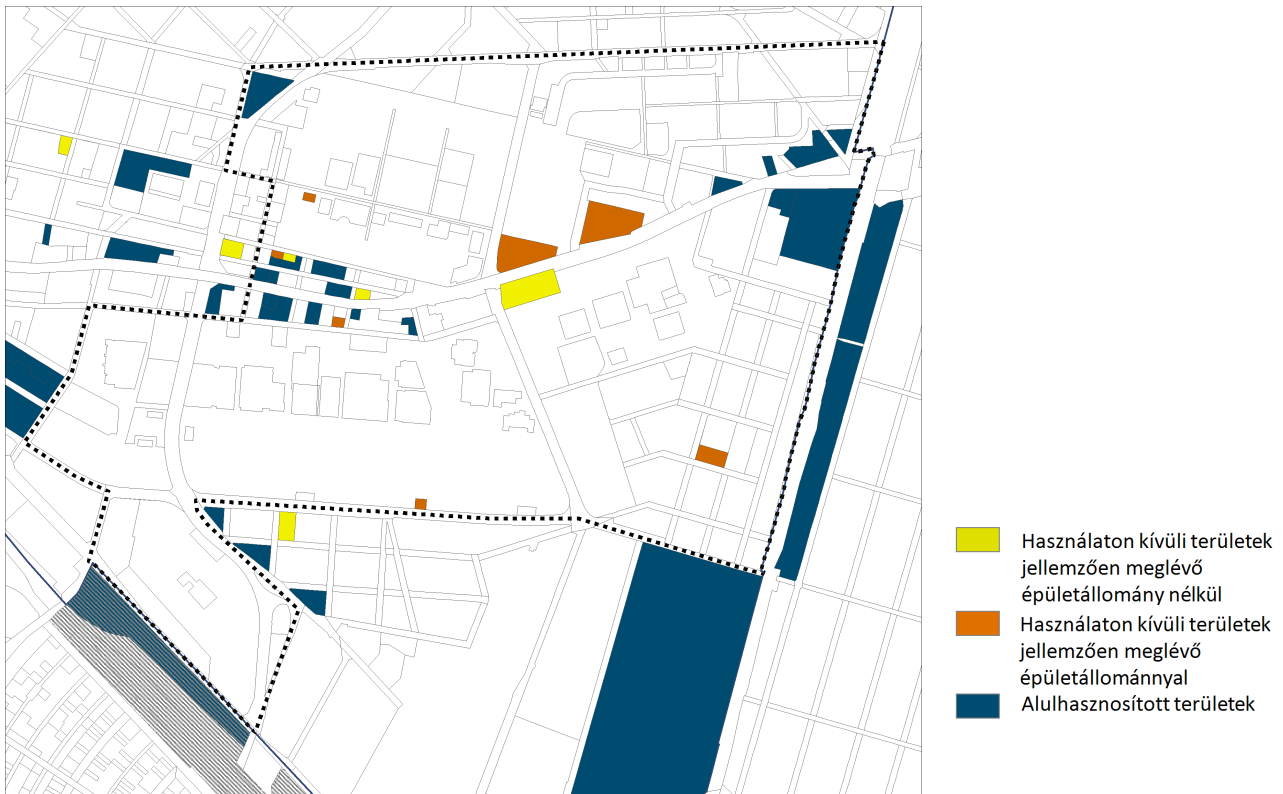 Használaton kívüli területek
jellemzően meglévő
épületállomány nélkül
Használaton kívüli területek
jellemzően meglévő
épületállománnyal
Alulhasznosított területek